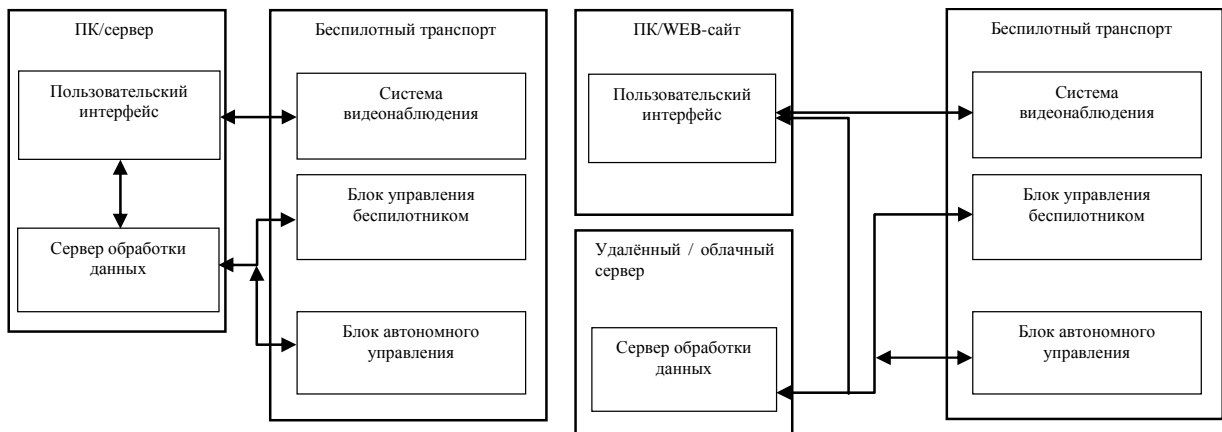 ПК/сервер
Пользовательский
интерфейс
Сервер обработки
данных
Беспилотный транспорт
Система
видеонаблюдения
Блок управления
беспилотником
Блок автономного
управления
ПК/WEB-сайт
Пользовательский
интерфейс
Удалённый / облачный
сервер
Сервер обработки
данных
Беспилотный транспорт
Система
видеонаблюдения
Блок управления
беспилотником
Блок автономного
управления